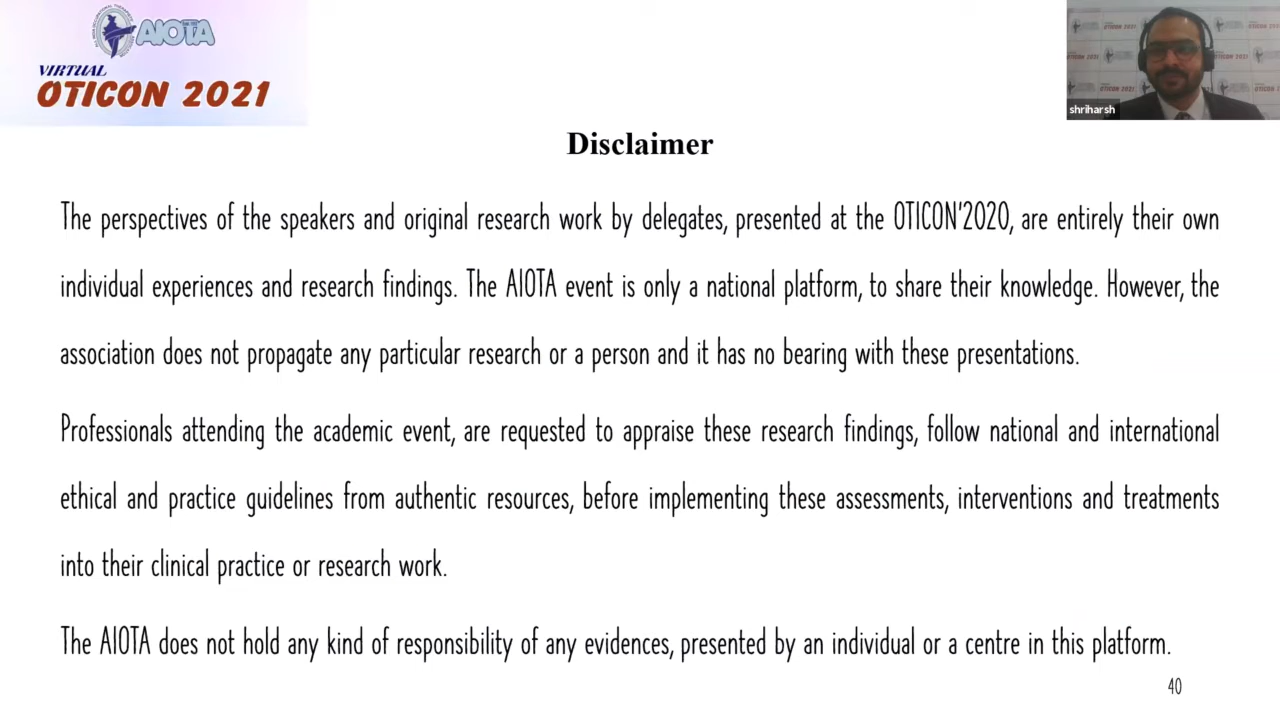 AIOTA
VIRTUAL
OTICON 2021
shriharsh
Disclaimer
The perspectives of the speakers and original research work by delegates, presented at the OTICON'2020, are entirely their own
individual experiences and research findings. The AIOTA event is only a national platform, to share their knowledge. However, the
association does not propagate any particular research or a person and it has no bearing with these presentations.
Professionals attending the academic event, are requested to appraise these research findings, follow national and international
ethical and practice guidelines from authentic resources, before implementing these assessments, interventions and treatments
into their clinical practice or research work.
The AIOTA does not hold any kind of responsibility of any evidences, presented by an individual or a centre in this platform.
40